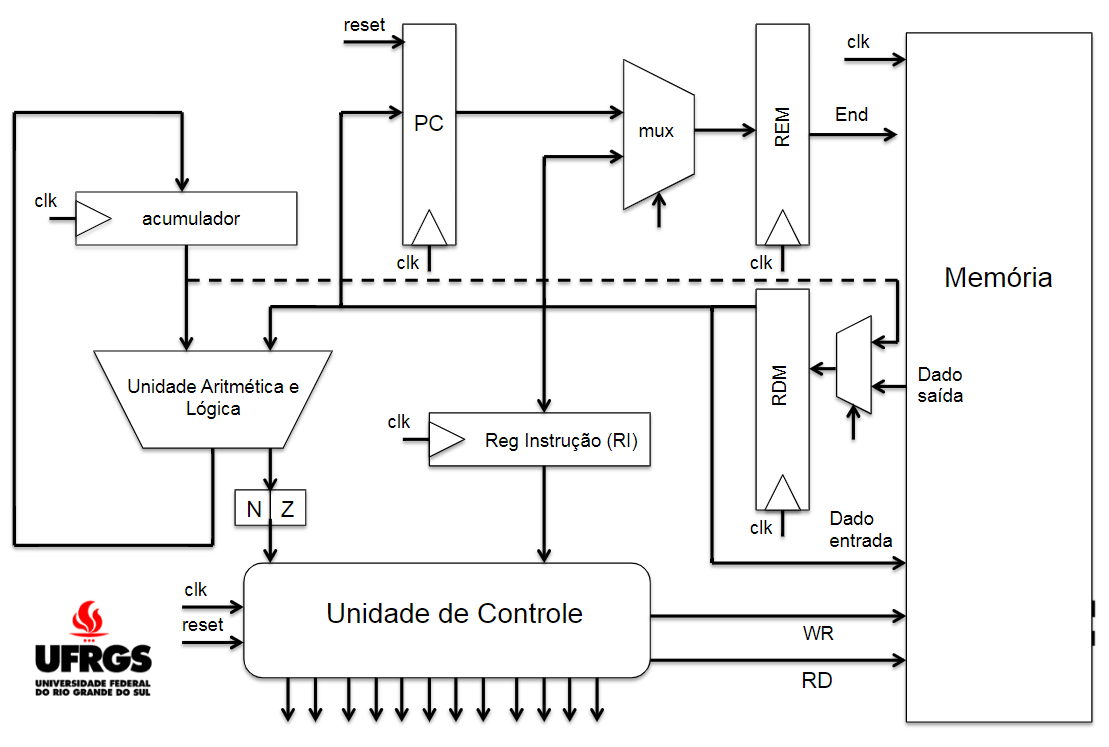 reset
clk
PC
mux
REM
End
clk
acumulador
clk
clk
Memória
Unidade Aritmética e
Lógica
RDM
Dado
saída
clk
Reg Instrução (RI)
N Z
clk
Dado
entrada
clk
reset
Unidade de Controle
WR
RD
UFRGS
UNIVERSIDADE FEDERAL
DO RIO GRANDE DO SUL